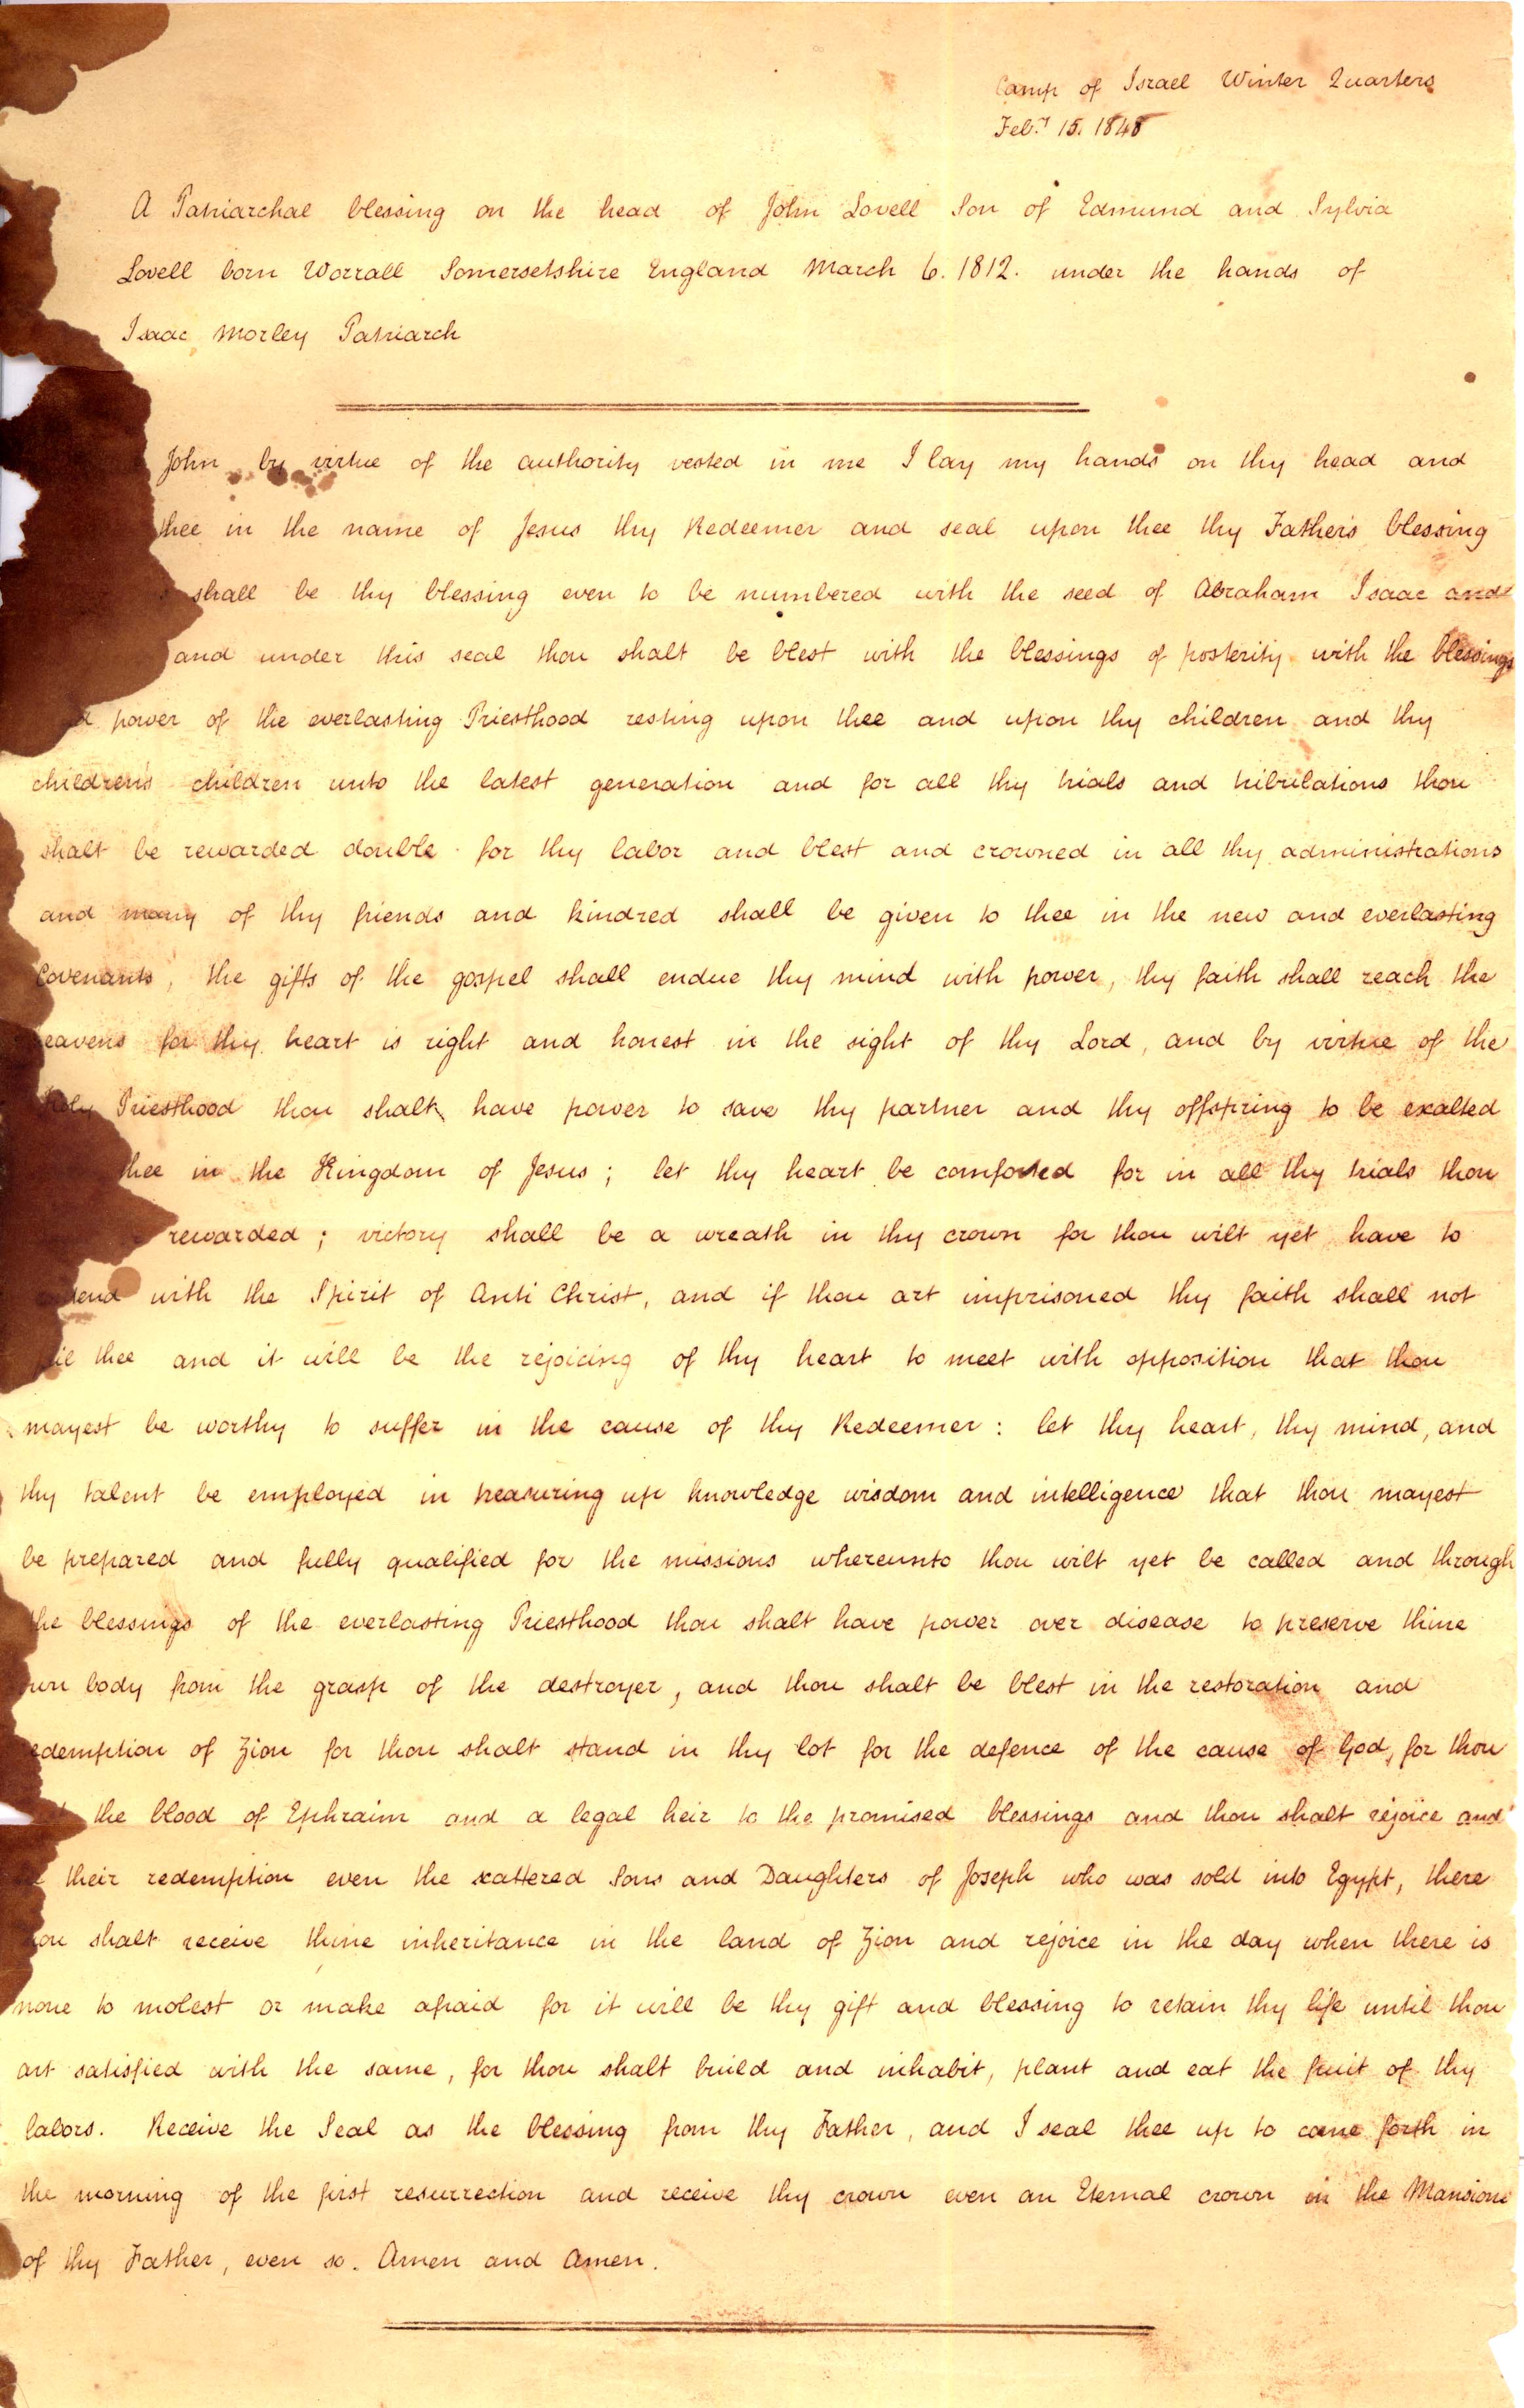 Camp of Israel Winter Quarters
Feb.y 15. 1848
A Patriarchal blessing on the head of John Lovell Son of Edmund and Sylvia
Lovell born Worrall Somersetshire England March 6. 1812. under the hands of
Isaac Morley Patriarch
John by virtue of the authority vested in me I lay my hands on thy head and
thee in the name of Jesus thy Redeemer and seal upon thee thy Father's blessing
shall be thy blessing even to be numbered with the seed of Abraham Isaac and
and under this seal thou shalt be blest with the blessings of posterity with the blessings
power of the everlasting Priesthood resting upon thee and upon thy children and thy
children's children unto the latest generation and for all thy trials and tribulations thou
shalt be rewarded double for thy labor and blest and crowned in all thy administrations
and many of thy friends and kindred shall be given to thee in the new and everlasting
Covenants, the gifts of the gospel shall endue thy mind with power, thy faith shall reach the
eavens for thy heart is right and honest in the sight of thy Lord, and by virtue of the
Holy Priesthood thou shalt have power to save thy partner and thy offspring to be exalted
thee in the Kingdom of Jesus; let thy heart be comforted for in all thy trials thou
rewarded; victory shall be a wreath in thy crown for thou wilt yet have to
tend with the Spirit of Anti Christ, and if thou art imprisoned thy faith shall not
il thee and it will be the rejoicing of thy heart to meet with opposition that thou
mayest be worthy to suffer in the cause of thy Redeemer: let thy heart, thy mind, and
thy talent be employed in treasuring up knowledge wisdom and intelligence that thou mayest
be prepared and fully qualified for the missions whereunto thou wilt yet be called and through
the blessings of the everlasting Priesthood thou shalt have power over disease to preserve thine
wn body from the grasp of the destroyer, and thou shalt be blest in the restoration and
edemption of Zion for thou shalt stand in thy lot for the defence of the cause of God, for thou
the blood of Ephraim and a legal heir to the promised blessings and thou shalt rejoice and
their redemption even the scattered Sons and Daughters of Joseph who was sold into Egypt, there
ou shalt receive thine inheritance in the land of Zion and rejoice in the day when there is
none to molest or make afraid for it will be thy gift and blessing to retain thy life until thou
art satisfied with the same, for thou shalt build and inhabit, plant and eat the fruit of thy
labors. Receive the Seal as the blessing from thy Father, and I seal thee up to come forth in
the morning of the first resurrection and receive thy crown even an Eternal crown in the Mansions
of thy Father, even so. Amen and Amen.